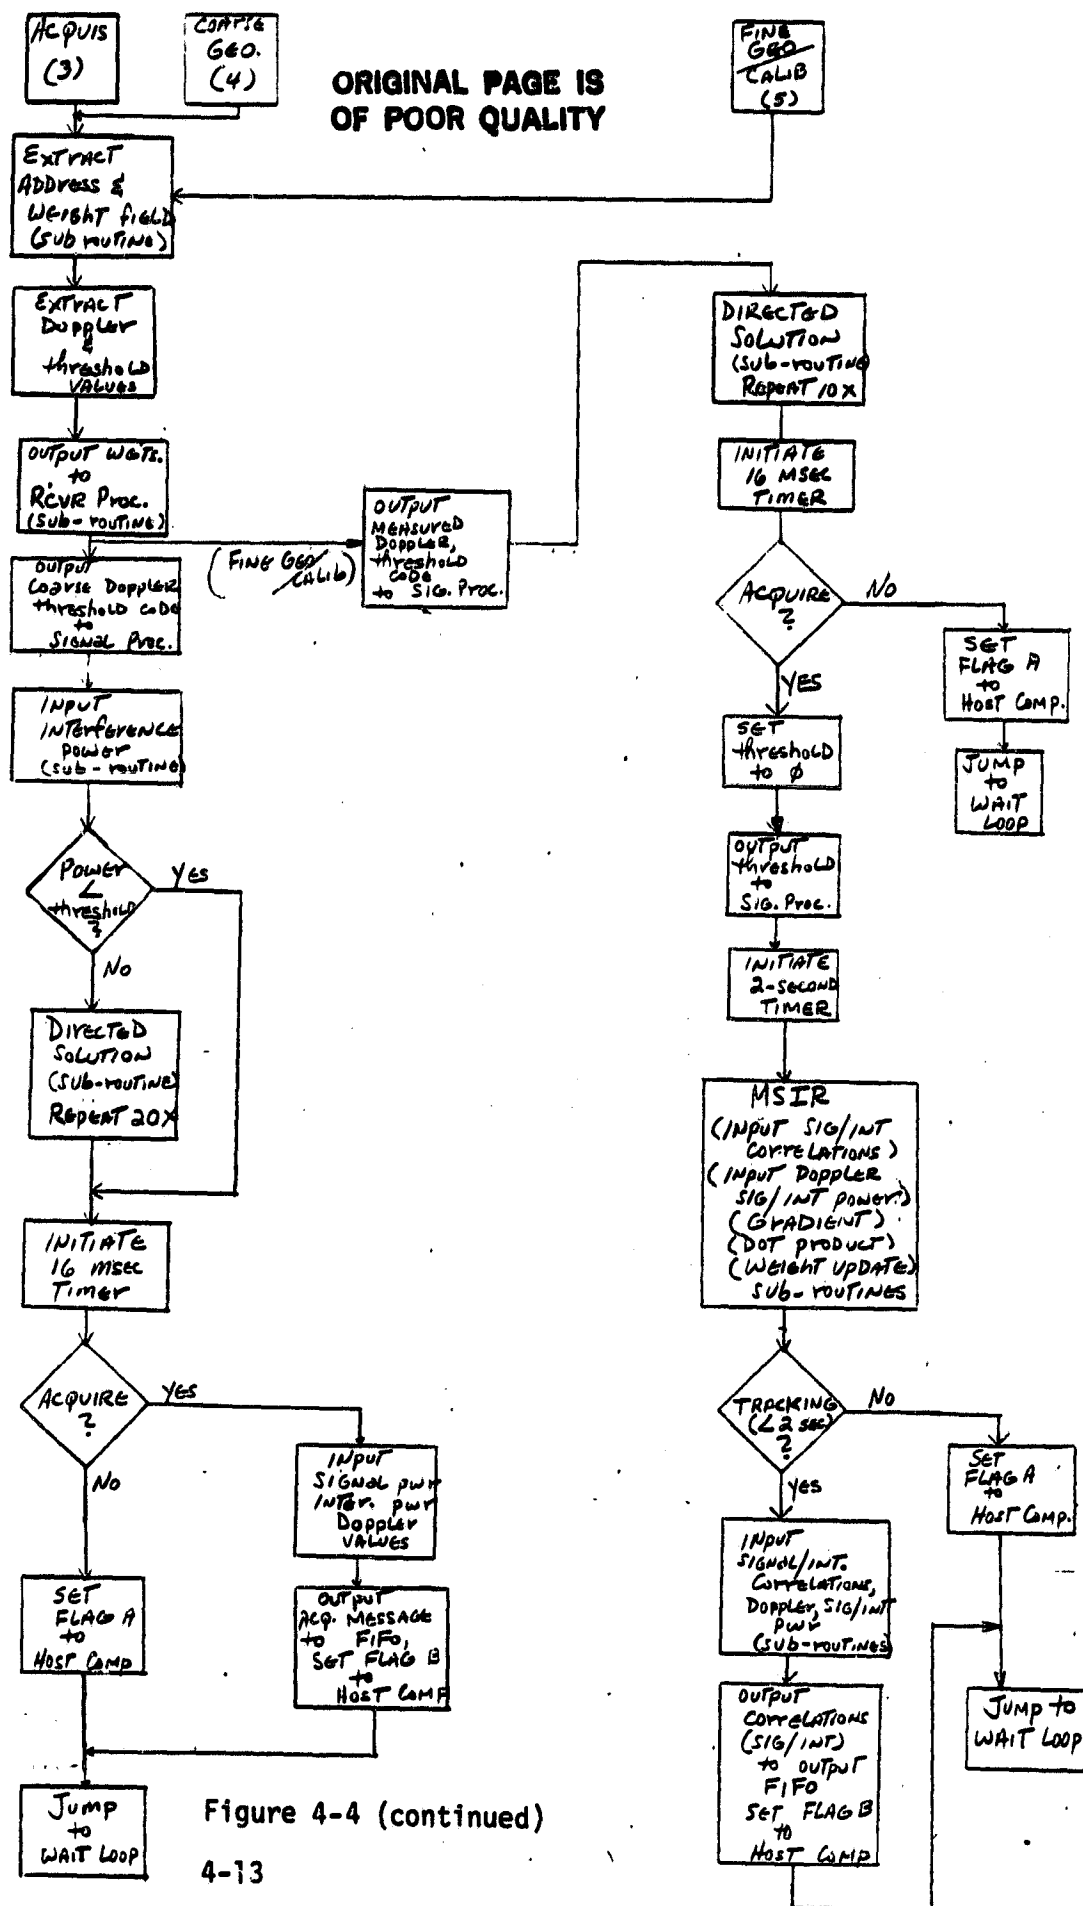 ACQUIS
(3)
COARSE
GEO.
(4)
ORIGINAL PAGE IS
OF POOR QUALITY
FINE
GEO/
CALIB
(5)
EXTRACT
ADDRESS &
WEIGHT FIELD
(SUB ROUTINE)
EXTRACT
DOPPLER
&
THRESHOLD
VALUES
OUTPUT WGTS.
TO
RCVR PROC.
(SUB-ROUTINE)
(FINE GEO/CALIB)
OUTPUT
MEASURED
DOPPLER,
THRESHOLD
CODE
TO SIG. PROC.
OUTPUT
COARSE DOPPLER
THRESHOLD CODE
TO
SIGNAL PROC.
INPUT
INTERFERENCE
POWER
(SUB-ROUTINE)
POWER
<
THRESHOLD
?
YES
NO
DIRECTED
SOLUTION
(SUB-ROUTINE)
REPEAT 20X
INITIATE
16 MSEC
TIMER
ACQUIRE
?
YES
NO
INPUT
SIGNAL PWR
INTER. PWR
DOPPLER
VALUES
SET
FLAG A
TO
HOST COMP
OUTPUT
ACQ. MESSAGE
TO FIFO,
SET FLAG B
TO
HOST COMP
JUMP
TO
WAIT LOOP
DIRECTED
SOLUTION
(SUB-ROUTINE)
REPEAT 10X
INITIATE
16 MSEC
TIMER
ACQUIRE
?
NO
YES
SET
FLAG A
TO
HOST COMP.
JUMP
TO
WAIT
LOOP
SET
THRESHOLD
TO Ø
OUTPUT
THRESHOLD
TO
SIG. PROC.
INITIATE
2-SECOND
TIMER
MSIR
(INPUT SIG/INT
CORRELATIONS)
(INPUT DOPPLER
SIG/INT POWER)
(GRADIENT)
(DOT PRODUCT)
(WEIGHT UPDATE)
SUB-ROUTINES
TRACKING
(< 2 SEC)
?
NO
YES
SET
FLAG A
TO
HOST COMP.
INPUT
SIGNAL/INT.
CORRELATIONS,
DOPPLER, SIG/INT
PWR
(SUB-ROUTINES)
OUTPUT
CORRELATIONS
(SIG/INT)
TO OUTPUT
FIFO
SET FLAG B
TO
HOST COMP
JUMP TO
WAIT LOOP
Figure 4-4 (continued)
4-13